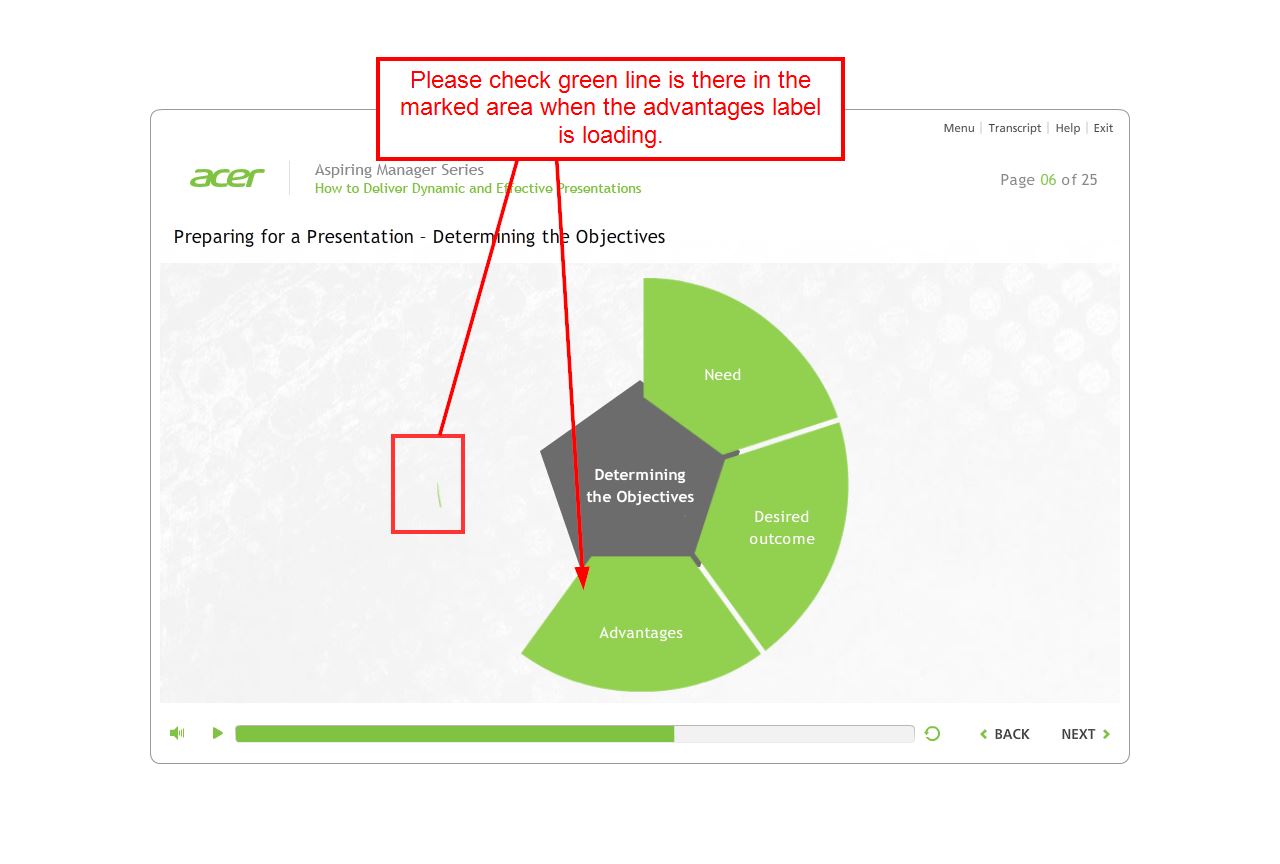 Please check green line is there in the
marked area when the advantages label
is loading.
Menu | Transcript | Help | Exit
acer
Aspiring Manager Series
How to Deliver Dynamic and Effective Presentations
Page 06 of 25
Preparing for a Presentation – Determining the Objectives
Need
Determining
the Objectives
Desired
outcome
Advantages
BACK
NEXT